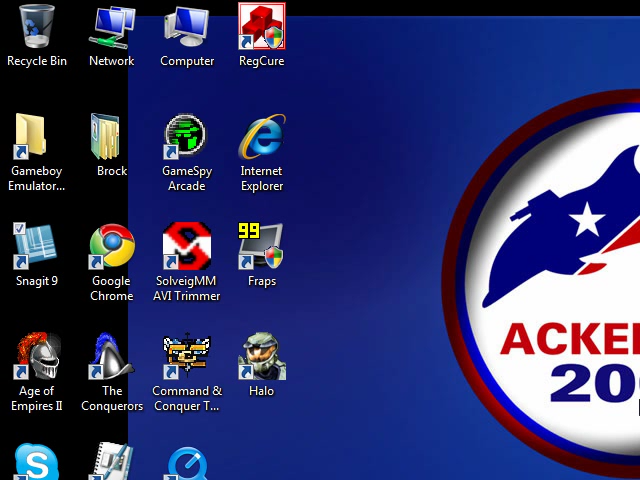 Recycle Bin
Network
Computer
RegCure
Gameboy
Emulator...
Brock
GameSpy
Arcade
Internet
Explorer
99
Snagit 9
Google
Chrome
SolveigMM
AVI Trimmer
Fraps
Age of
Empires II
The
Conquerors
Command &
Conquer T...
Halo
ACKE
20